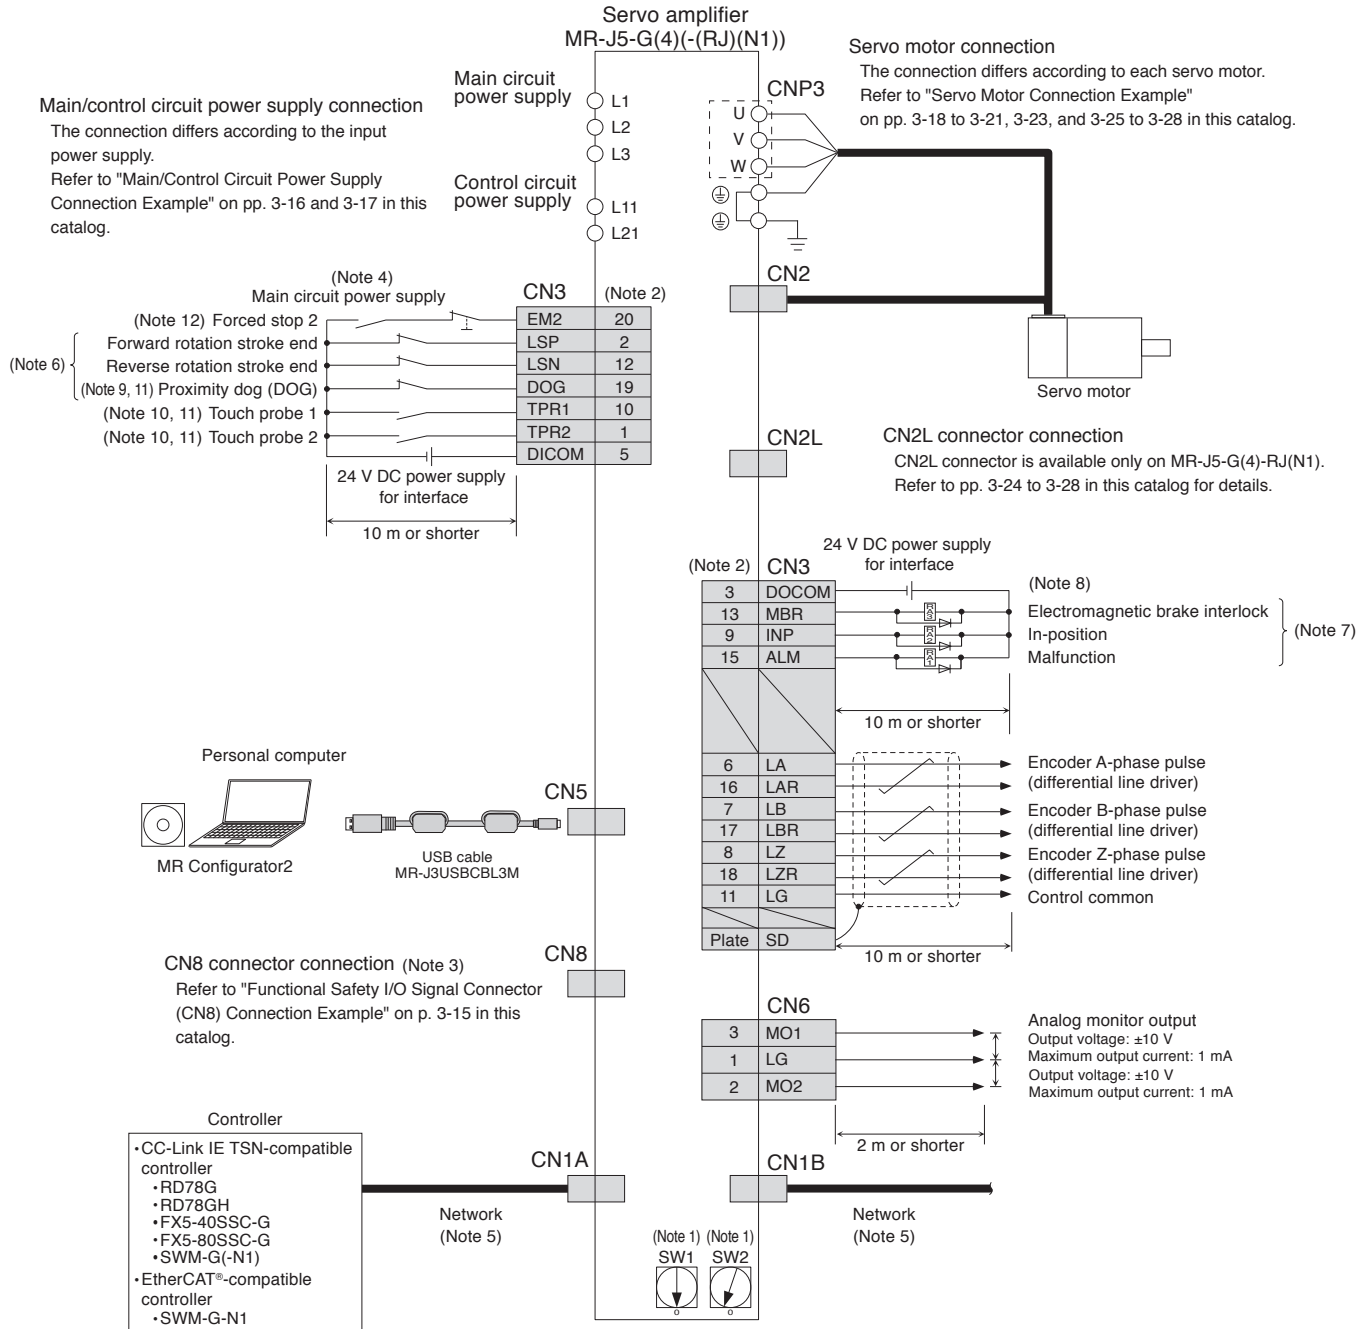 Servo amplifier
MR-J5-G(4)(-(RJ)(N1))
Main/control circuit power supply connection
The connection differs according to the input
power supply.
Refer to "Main/Control Circuit Power Supply
Connection Example" on pp. 3-16 and 3-17 in this
catalog.
Main circuit
power supply
L1
L2
L3
Control circuit
power supply
L11
L21
CNP3
U
V
W
Servo motor connection
The connection differs according to each servo motor.
Refer to "Servo Motor Connection Example"
on pp. 3-18 to 3-21, 3-23, and 3-25 to 3-28 in this catalog.
CN2
Servo motor
(Note 4)
Main circuit power supply
CN3 (Note 2)
(Note 12) Forced stop 2 EM2 20
(Note 6)
Forward rotation stroke end LSP 2
Reverse rotation stroke end LSN 12
(Note 9, 11) Proximity dog (DOG) DOG 19
(Note 10, 11) Touch probe 1 TPR1 10
(Note 10, 11) Touch probe 2 TPR2 1
DICOM 5
24 V DC power supply
for interface
10 m or shorter
CN2L
CN2L connector connection
CN2L connector is available only on MR-J5-G(4)-RJ(N1).
Refer to pp. 3-24 to 3-28 in this catalog for details.
24 V DC power supply
for interface
(Note 2) CN3
3 DOCOM (Note 8)
13 MBR RA3 Electromagnetic brake interlock
9 INP RA2 In-position (Note 7)
15 ALM RA1 Malfunction
10 m or shorter
6 LA Encoder A-phase pulse
16 LAR (differential line driver)
7 LB Encoder B-phase pulse
17 LBR (differential line driver)
8 LZ Encoder Z-phase pulse
18 LZR (differential line driver)
11 LG Control common
Plate SD
10 m or shorter
Personal computer
MR Configurator2
USB cable
MR-J3USBCBL3M
CN5
CN8 connector connection (Note 3)
Refer to "Functional Safety I/O Signal Connector
(CN8) Connection Example" on p. 3-15 in this
catalog.
CN8
CN6
3 MO1
1 LG
2 MO2
Analog monitor output
Output voltage: ±10 V
Maximum output current: 1 mA
Output voltage: ±10 V
Maximum output current: 1 mA
2 m or shorter
Controller
•CC-Link IE TSN-compatible
controller
•RD78G
•RD78GH
•FX5-40SSC-G
•FX5-80SSC-G
•SWM-G(-N1)
•EtherCAT®-compatible
controller
•SWM-G-N1
CN1A
Network
(Note 5)
CN1B
Network
(Note 5)
(Note 1) (Note 1)
SW1 SW2
0 0